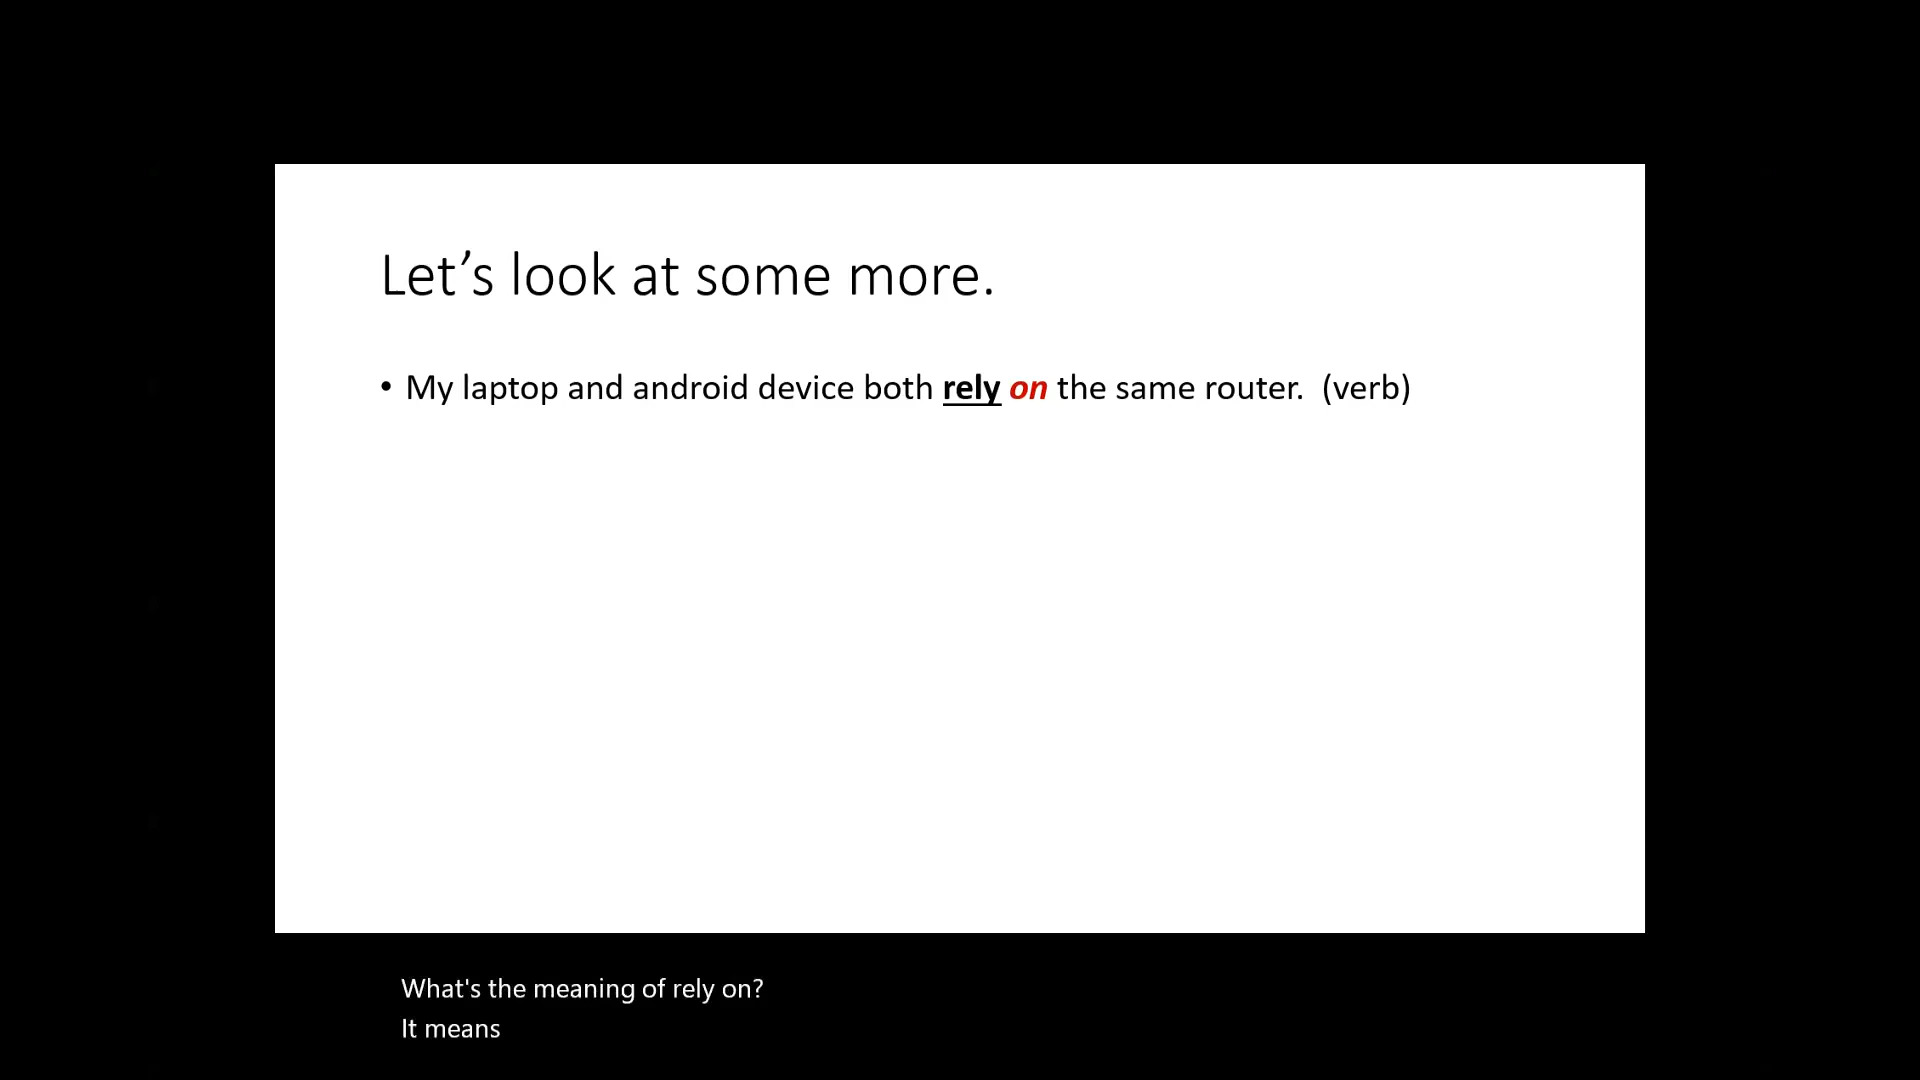 Let’s look at some more.
• My laptop and android device both rely on the same router.  (verb)
What's the meaning of rely on?
It means